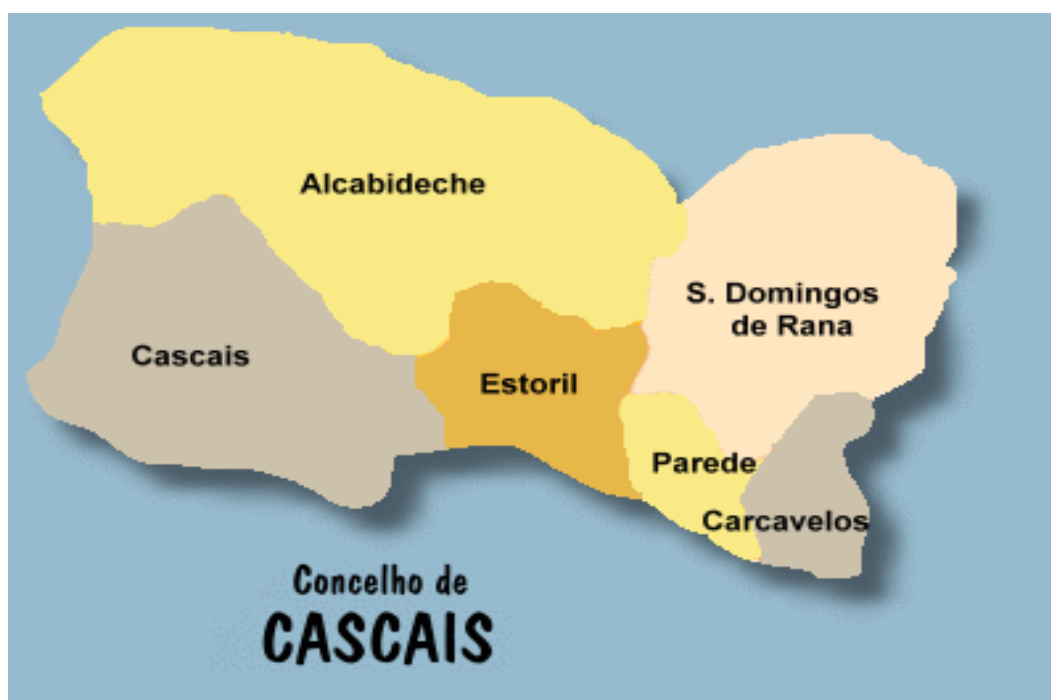 Alcabideche
S. Domingos
de Rana
Cascais
Estoril
Parede
Carcavelos
Concelho de
CASCAIS